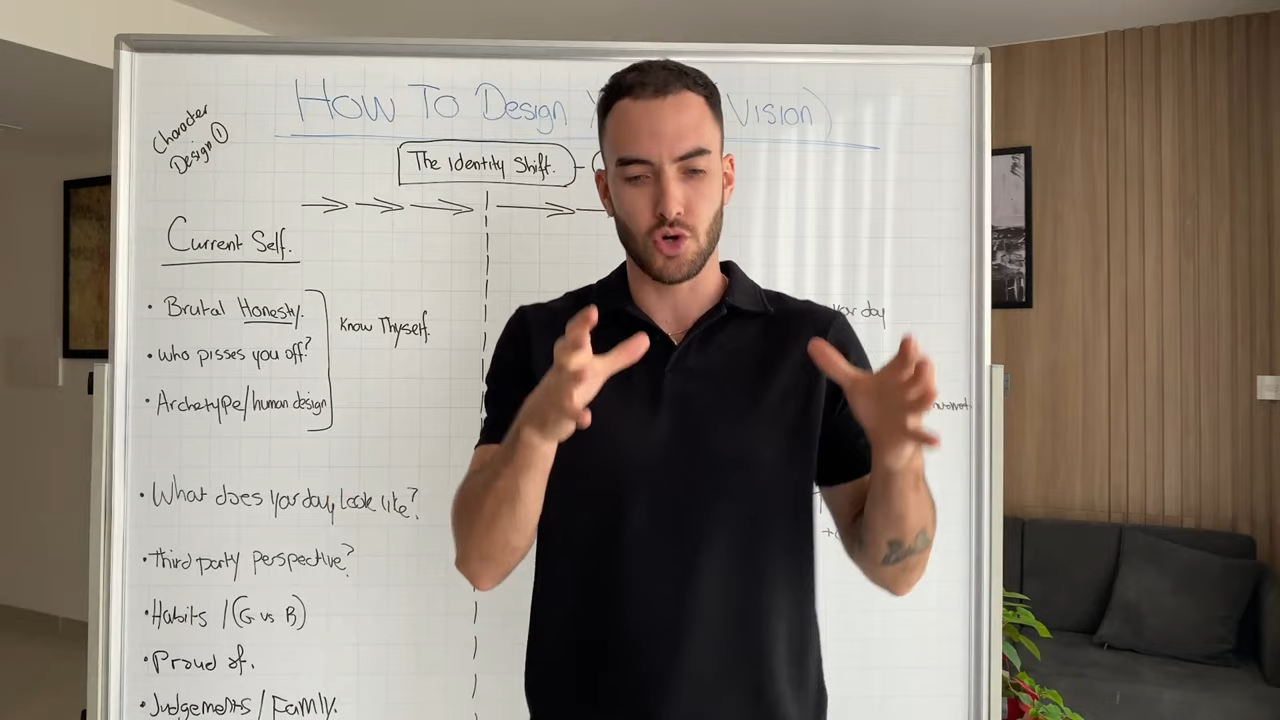 How To Design Vision)
Character
Design ①
The Identity Shift.
Current Self.
• Brutal Honesty.
Know Thyself.
• who pisses you off?
• Archetype/human design
your day
• What does your day look like?
• Third party perspective?
• Habits / (G vs B)
• Proud of.
• Judgements / Family.